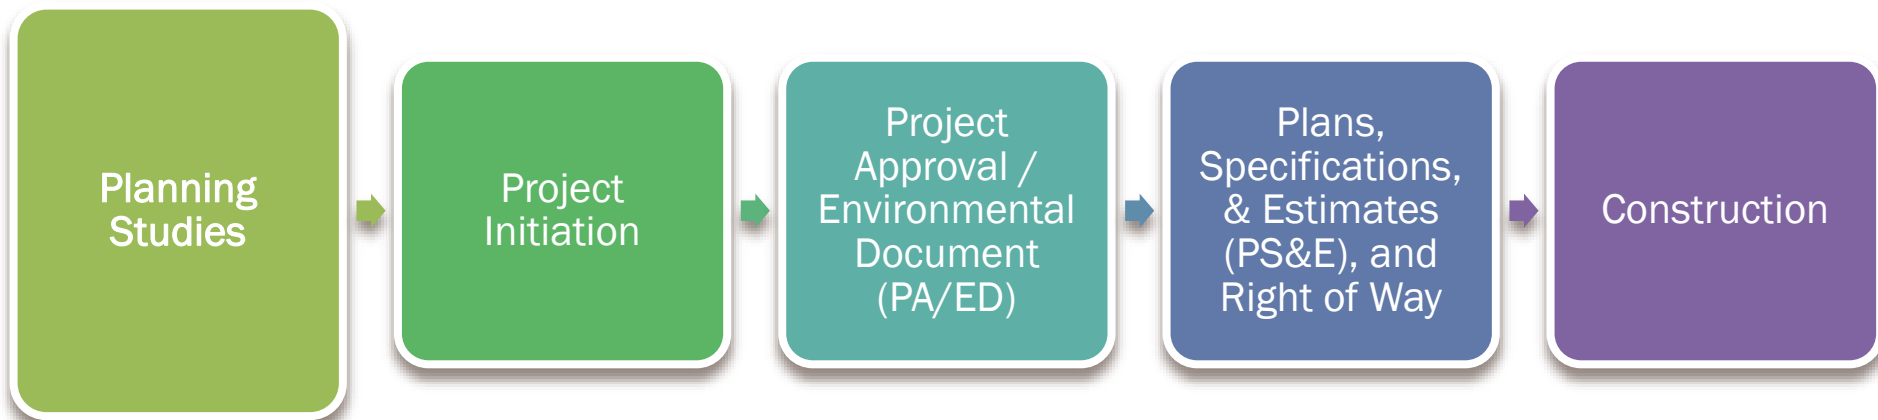 Planning
Studies
Project
Initiation
Project
Approval /
Environmental
Document
(PA/ED)
Plans,
Specifications,
& Estimates
(PS&E), and
Right of Way
Construction